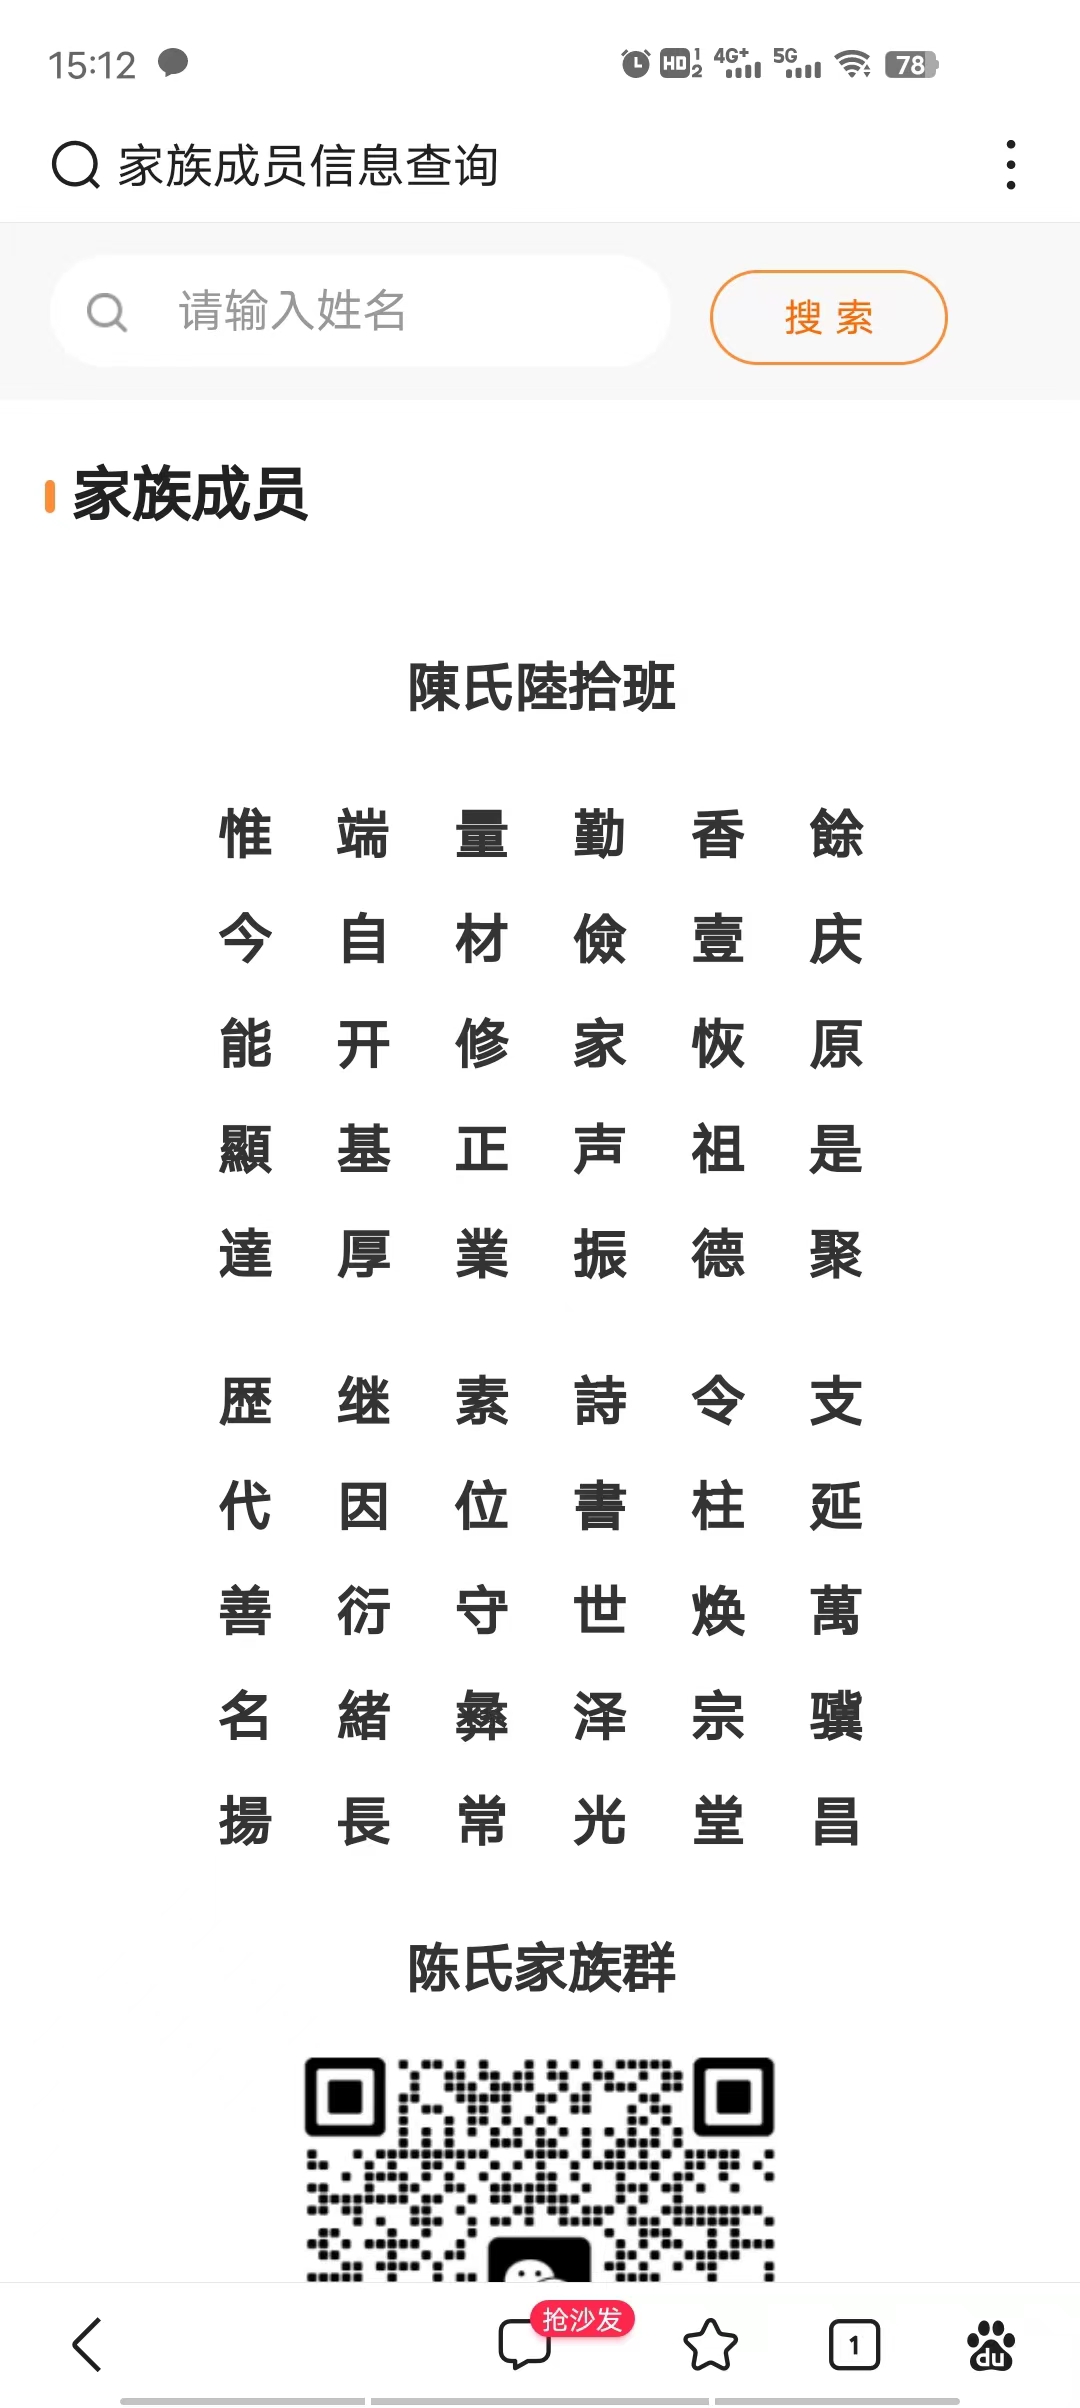 15:12
HD 1 2 4G+ 5G 78
家族成员信息查询
请输入姓名
搜索
家族成员
陳氏陸拾班
惟 端 量 勤 香 餘
今 自 材 儉 壹 庆
能 开 修 家 恢 原
顯 基 正 声 祖 是
達 厚 業 振 德 聚
歴 继 素 詩 令 支
代 因 位 書 柱 延
善 衍 守 世 焕 萬
名 緒 彝 泽 宗 骥
揚 長 常 光 堂 昌
陈氏家族群
抢沙发
1
du